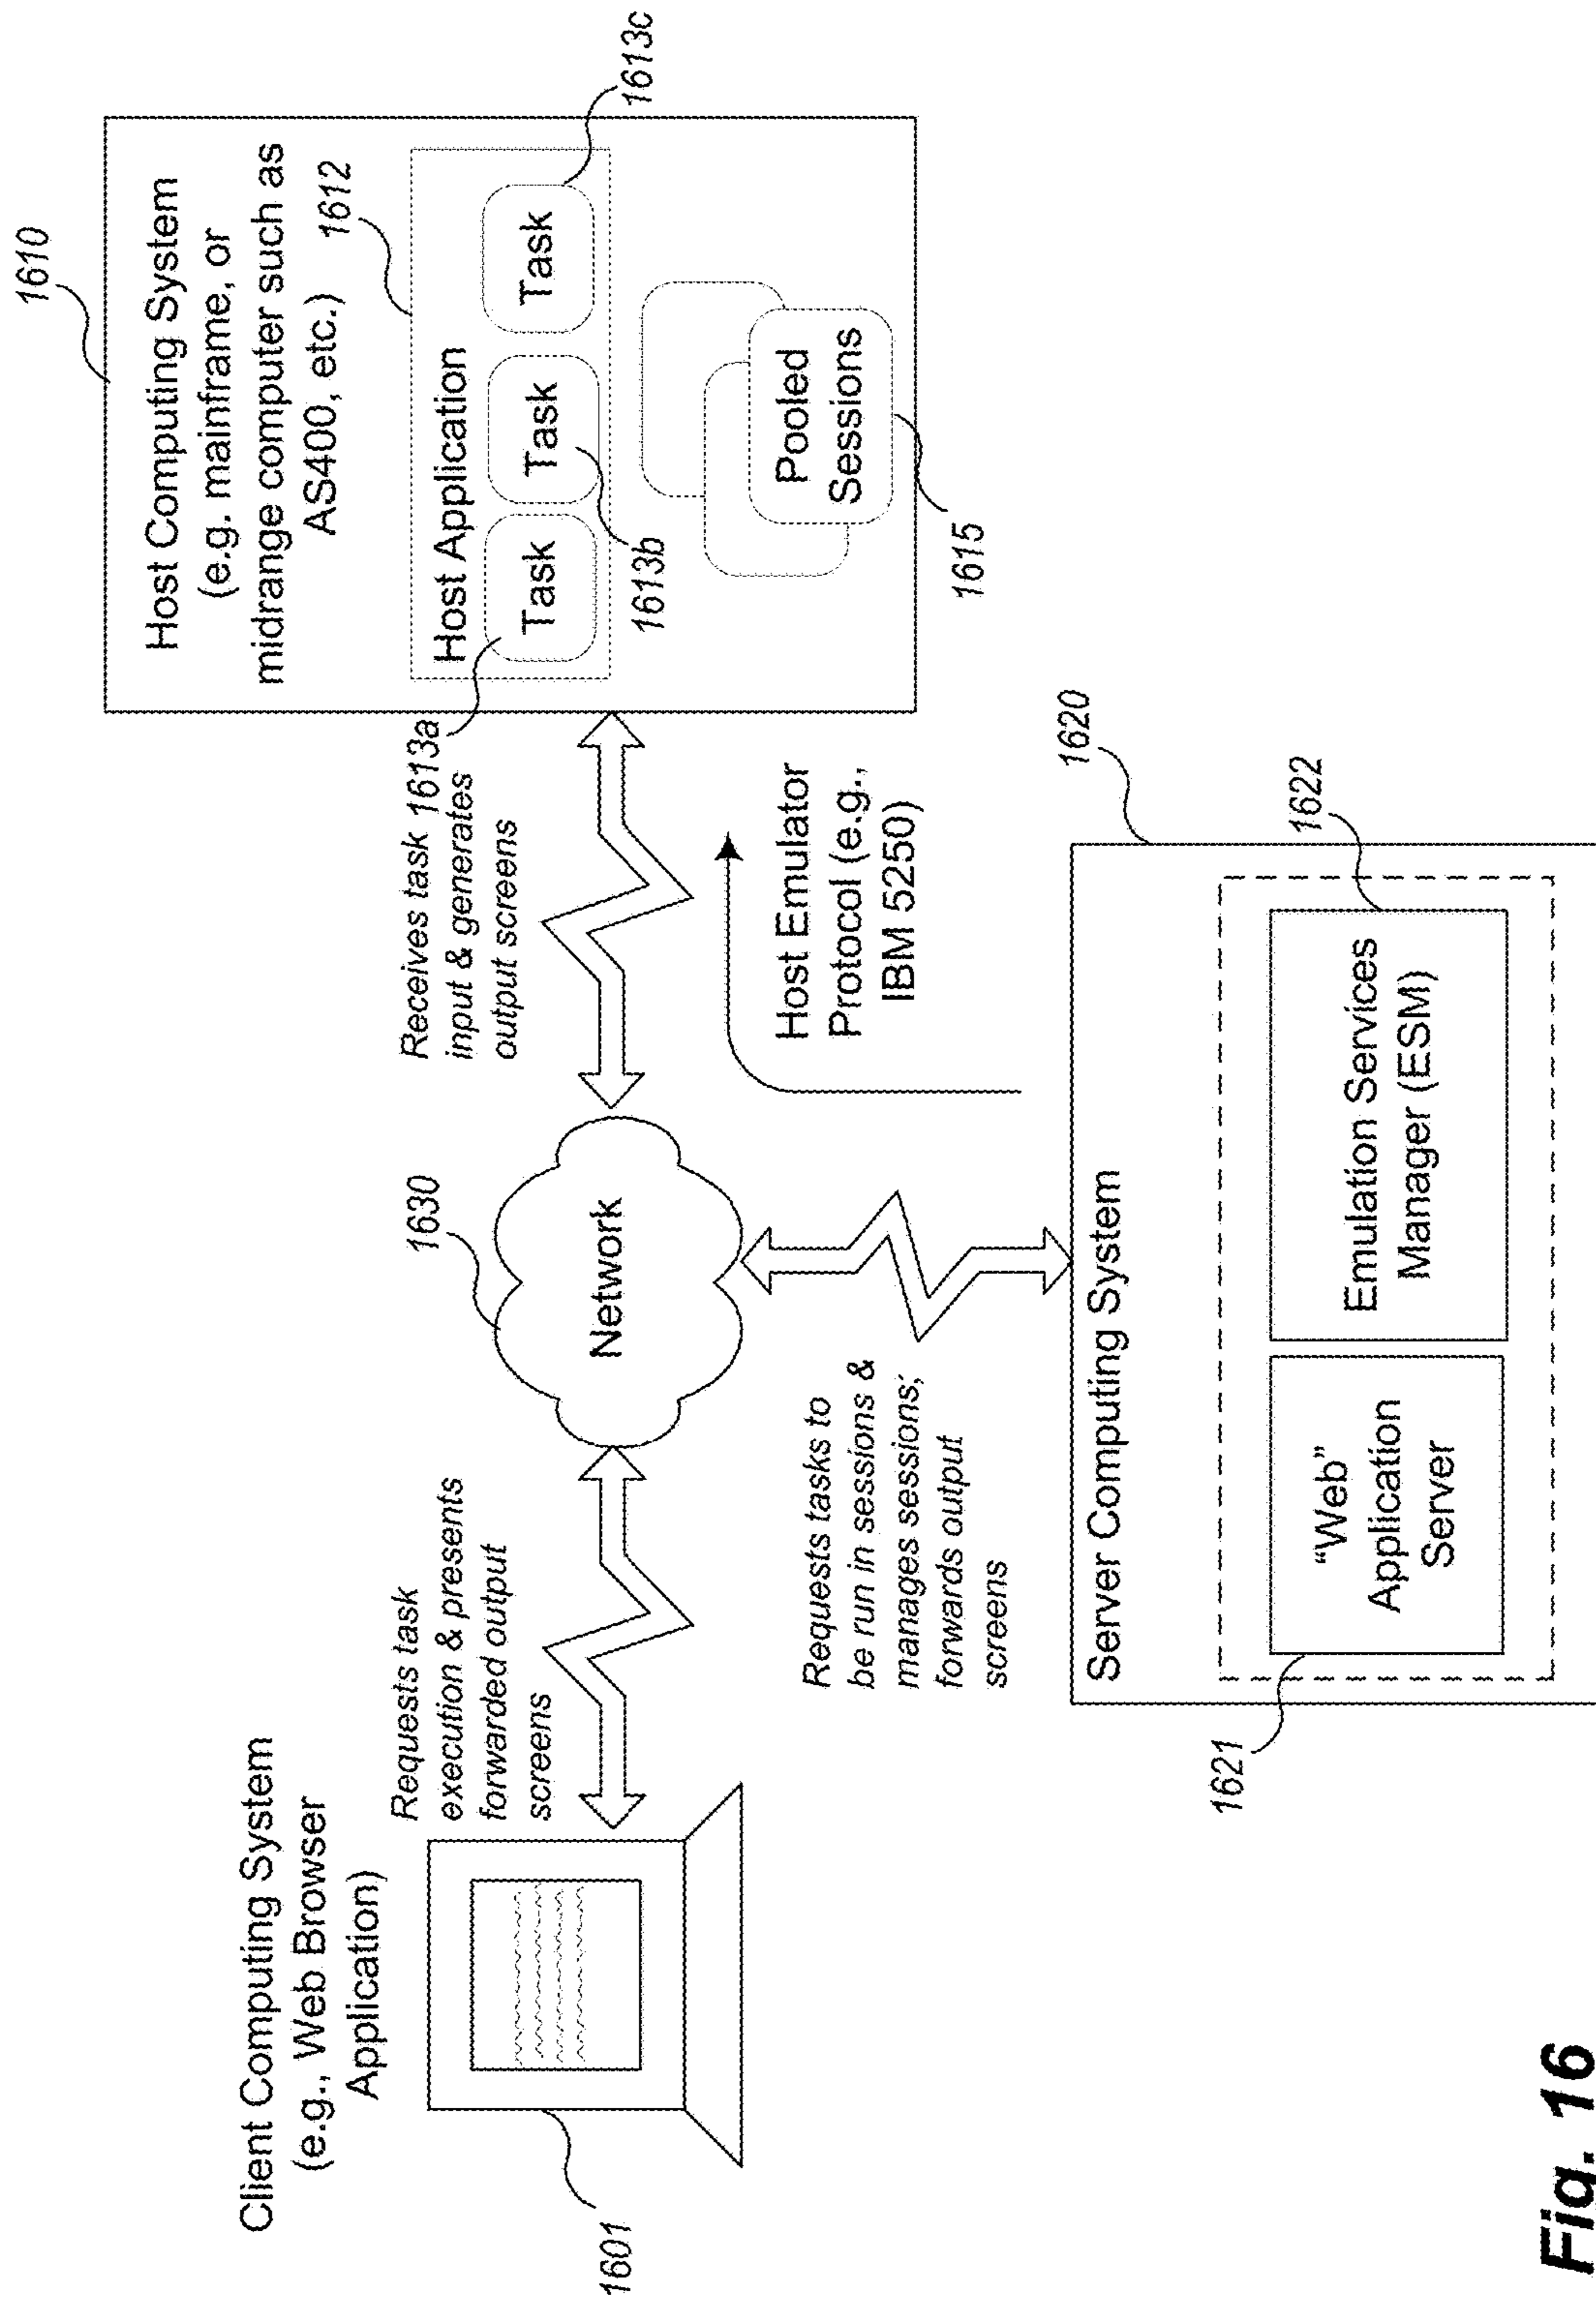 Client Computing System
(e.g., Web Browser
Application)
1601
Requests task
execution & presents
forwarded output
screens
1630
Network
Receives task
input & generates
output screens
1610
Host Computing System
(e.g. mainframe, or
midrange computer such as
AS400, etc.)
1612
Host Application
Task
Task
Task
1613a
1613b
1613c
Pooled
Sessions
1615
Host Emulator
Protocol (e.g.,
IBM 5250)
Requests tasks to
be run in sessions &
manages sessions;
forwards output
screens
1620
Server Computing System
1621
"Web"
Application
Server
1622
Emulation Services
Manager (ESM)
Fig. 16